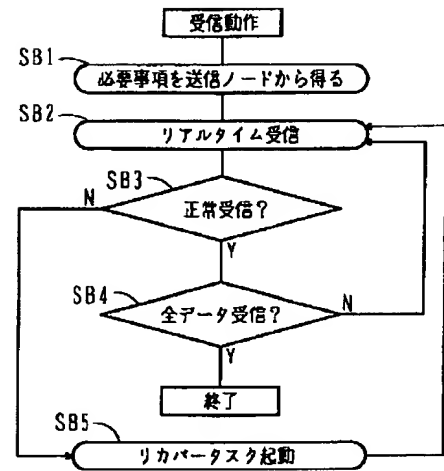 受信動作
SB1
必要事項を送信ノードから得る
SB2
リアルタイム受信
SB3
N
正常受信?
Y
SB4
全データ受信?
N
Y
終了
SB5
リカバータスク起動